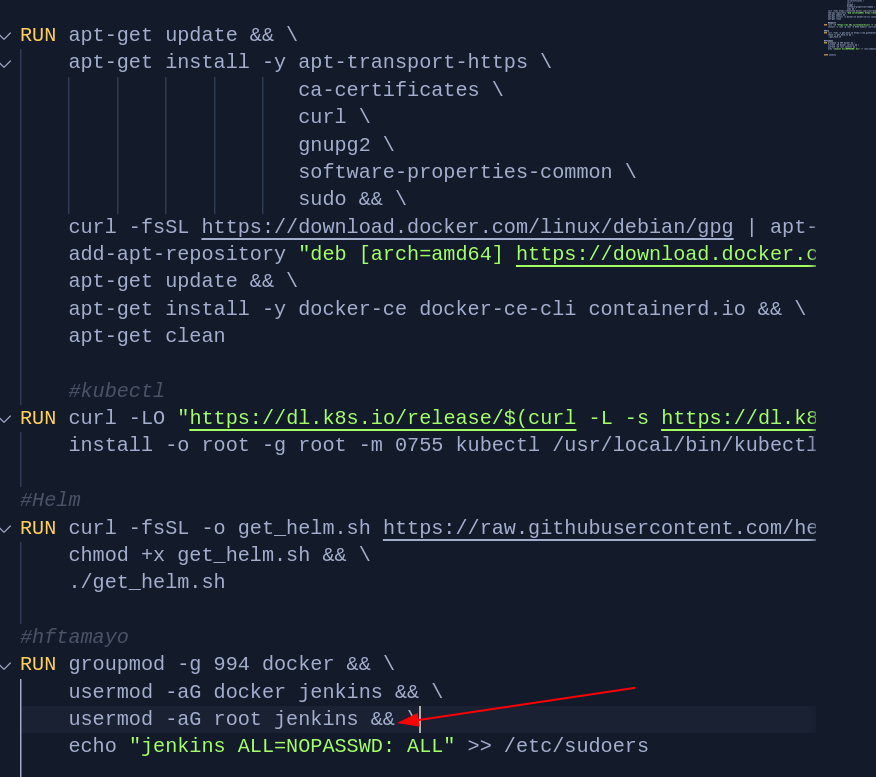 RUN apt-get update && \
apt-get install -y apt-transport-https \
ca-certificates \
curl \
gnupg2 \
software-properties-common \
sudo && \
curl -fsSL https://download.docker.com/linux/debian/gpg | apt-
add-apt-repository "deb [arch=amd64] https://download.docker.c
apt-get update && \
apt-get install -y docker-ce docker-ce-cli containerd.io && \
apt-get clean
#kubectl
RUN curl -LO "https://dl.k8s.io/release/$(curl -L -s https://dl.k8
install -o root -g root -m 0755 kubectl /usr/local/bin/kubectl
#Helm
RUN curl -fsSL -o get_helm.sh https://raw.githubusercontent.com/he
chmod +x get_helm.sh && \
./get_helm.sh
#hftamayo
RUN groupmod -g 994 docker && \
usermod -aG docker jenkins && \
usermod -aG root jenkins && \
echo "jenkins ALL=NOPASSWD: ALL" >> /etc/sudoers